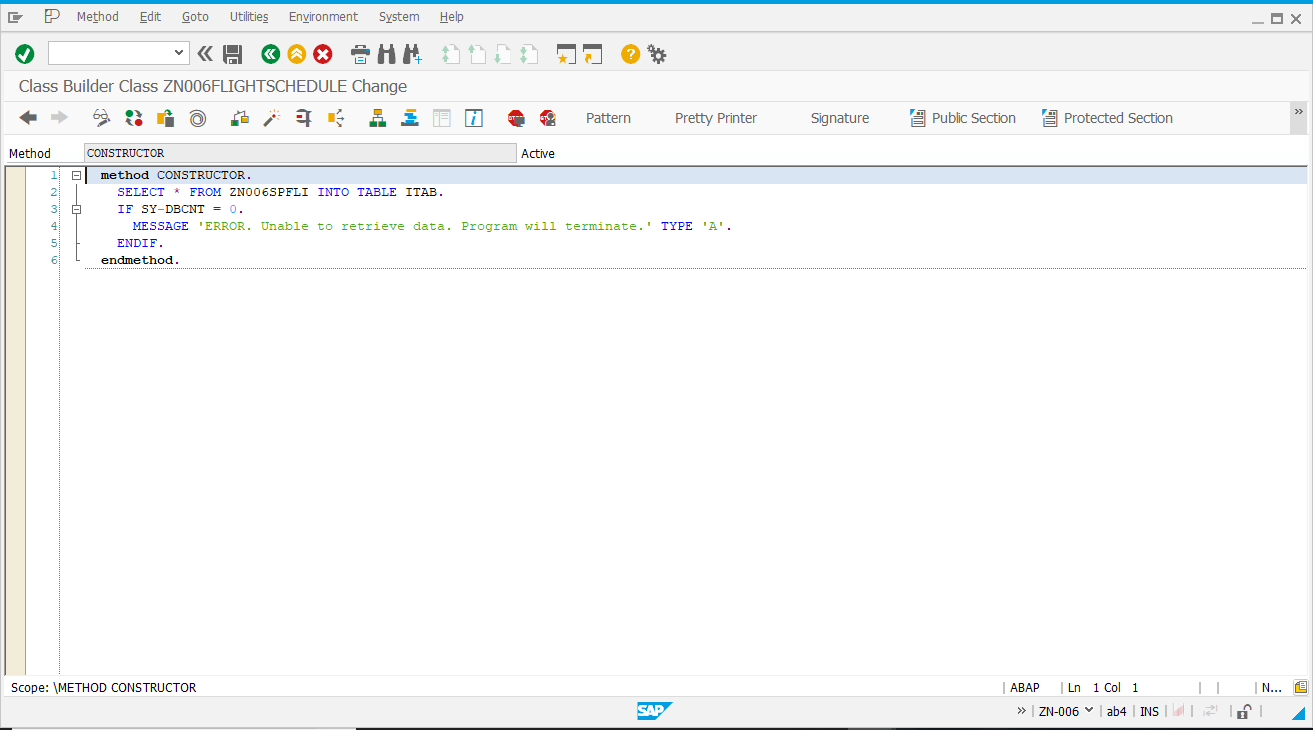 Method Edit Goto Utilities Environment System Help
Class Builder Class ZN006FLIGHTSCHEDULE Change
Pattern Pretty Printer Signature Public Section Protected Section »
Method CONSTRUCTOR Active
1 method CONSTRUCTOR.
2 SELECT * FROM ZN006SPFLI INTO TABLE ITAB.
3 IF SY-DBCNT = 0.
4 MESSAGE 'ERROR. Unable to retrieve data. Program will terminate.' TYPE 'A'.
5 ENDIF.
6 endmethod.
Scope: \METHOD CONSTRUCTOR ABAP Ln 1 Col 1 N...
SAP » ZN-006 ab4 INS